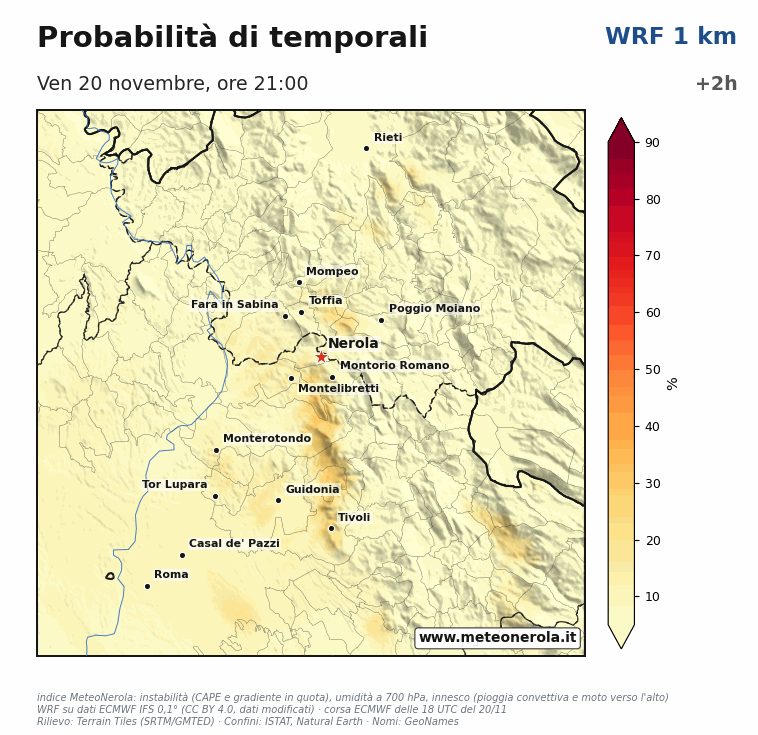 Probabilità di temporali
WRF 1 km
Ven 20 novembre, ore 21:00
+2h
Rieti
Mompeo
Fara in Sabina
Toffia
Poggio Moiano
Nerola
Montorio Romano
Montelibretti
Monterotondo
Tor Lupara
Guidonia
Tivoli
Casal de' Pazzi
Roma
www.meteonerola.it
90
80
70
60
50
40
30
20
10
%
indice MeteoNerola: instabilità (CAPE e gradiente in quota), umidità a 700 hPa, innesco (pioggia convettiva e moto verso l'alto)
WRF su dati ECMWF IFS 0,1° (CC BY 4.0, dati modificati) · corsa ECMWF delle 18 UTC del 20/11
Rilievo: Terrain Tiles (SRTM/GMTED) · Confini: ISTAT, Natural Earth · Nomi: GeoNames